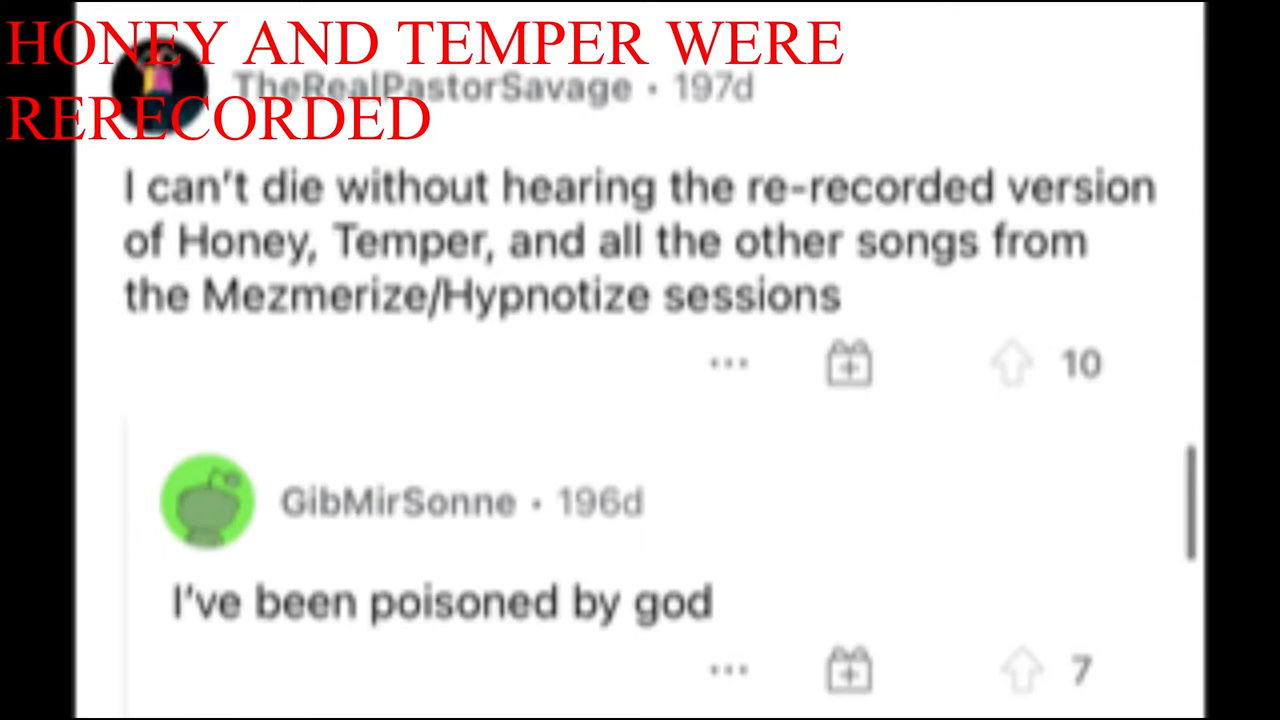 HONEY AND TEMPER WERE
RERECORDED
TheRealPastorSavage • 197d
I can't die without hearing the re-recorded version
of Honey, Temper, and all the other songs from
the Mezmerize/Hypnotize sessions
10
GibMirSonne • 196d
I've been poisoned by god
7